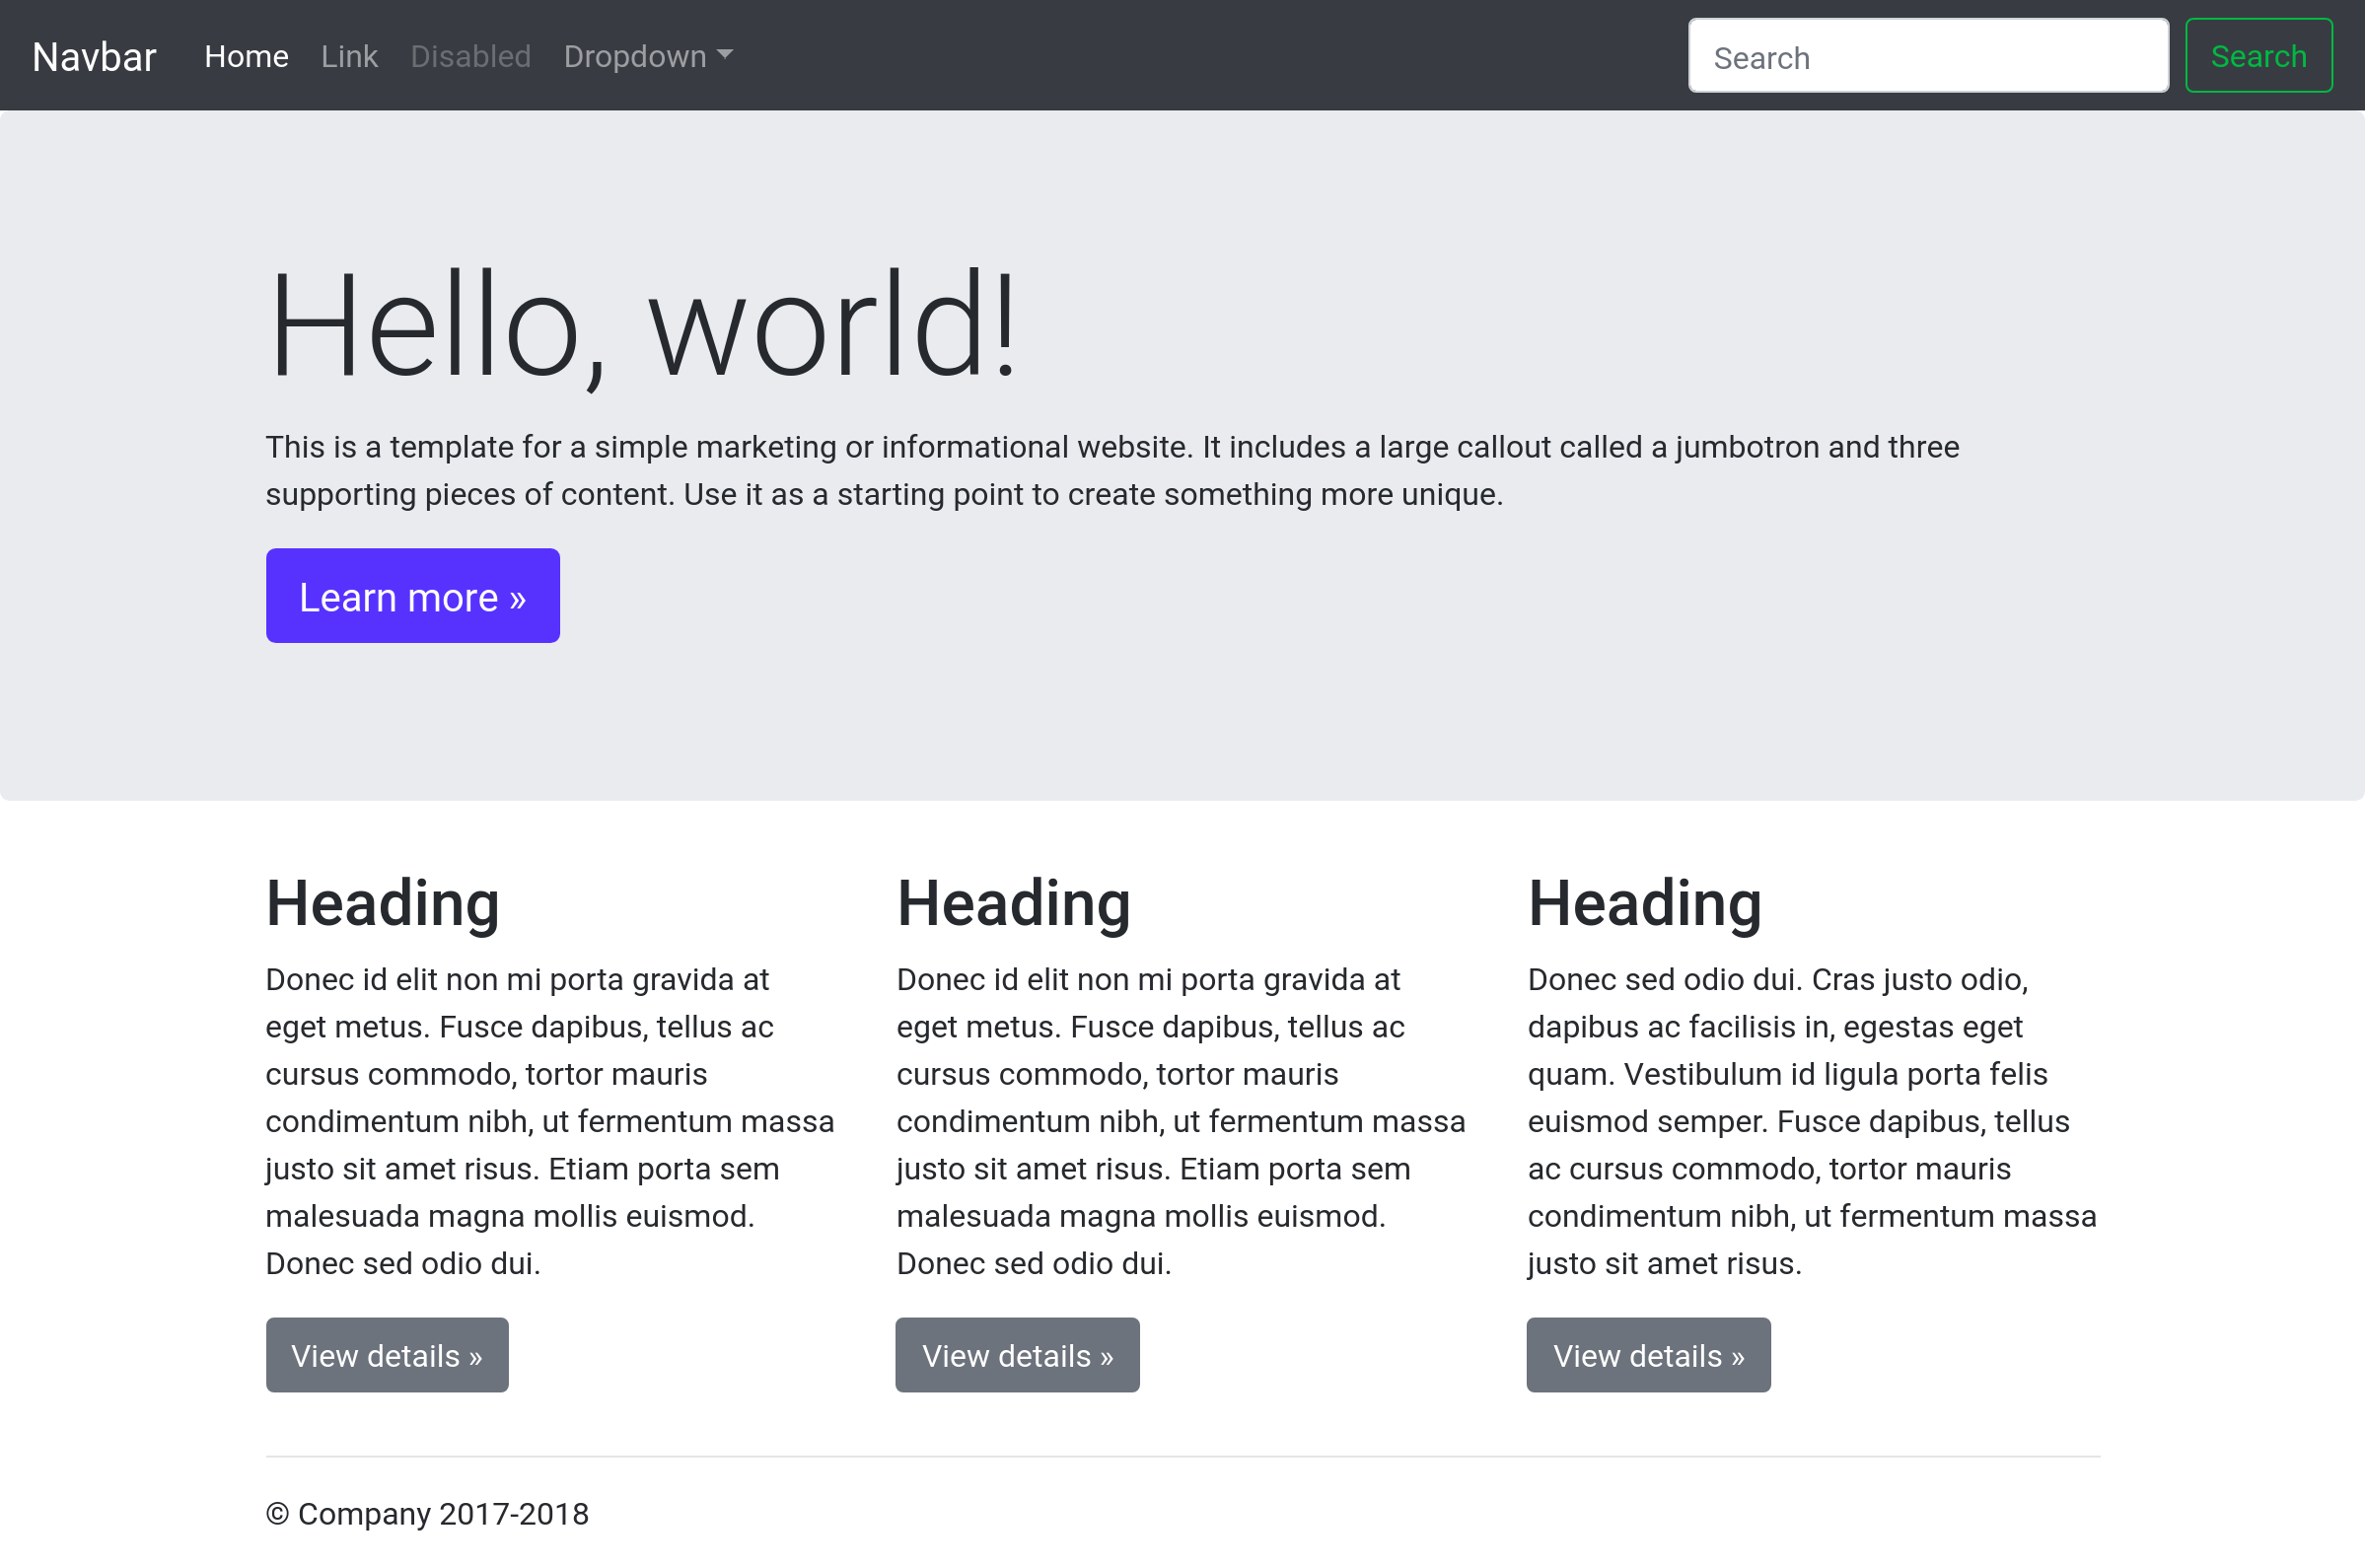 Navbar Home Link Disabled Dropdown Search Search
Hello, world!
This is a template for a simple marketing or informational website. It includes a large callout called a jumbotron and three
supporting pieces of content. Use it as a starting point to create something more unique.
Learn more »
Heading
Donec id elit non mi porta gravida at
eget metus. Fusce dapibus, tellus ac
cursus commodo, tortor mauris
condimentum nibh, ut fermentum massa
justo sit amet risus. Etiam porta sem
malesuada magna mollis euismod.
Donec sed odio dui.
View details »
Heading
Donec id elit non mi porta gravida at
eget metus. Fusce dapibus, tellus ac
cursus commodo, tortor mauris
condimentum nibh, ut fermentum massa
justo sit amet risus. Etiam porta sem
malesuada magna mollis euismod.
Donec sed odio dui.
View details »
Heading
Donec sed odio dui. Cras justo odio,
dapibus ac facilisis in, egestas eget
quam. Vestibulum id ligula porta felis
euismod semper. Fusce dapibus, tellus
ac cursus commodo, tortor mauris
condimentum nibh, ut fermentum massa
justo sit amet risus.
View details »
© Company 2017-2018